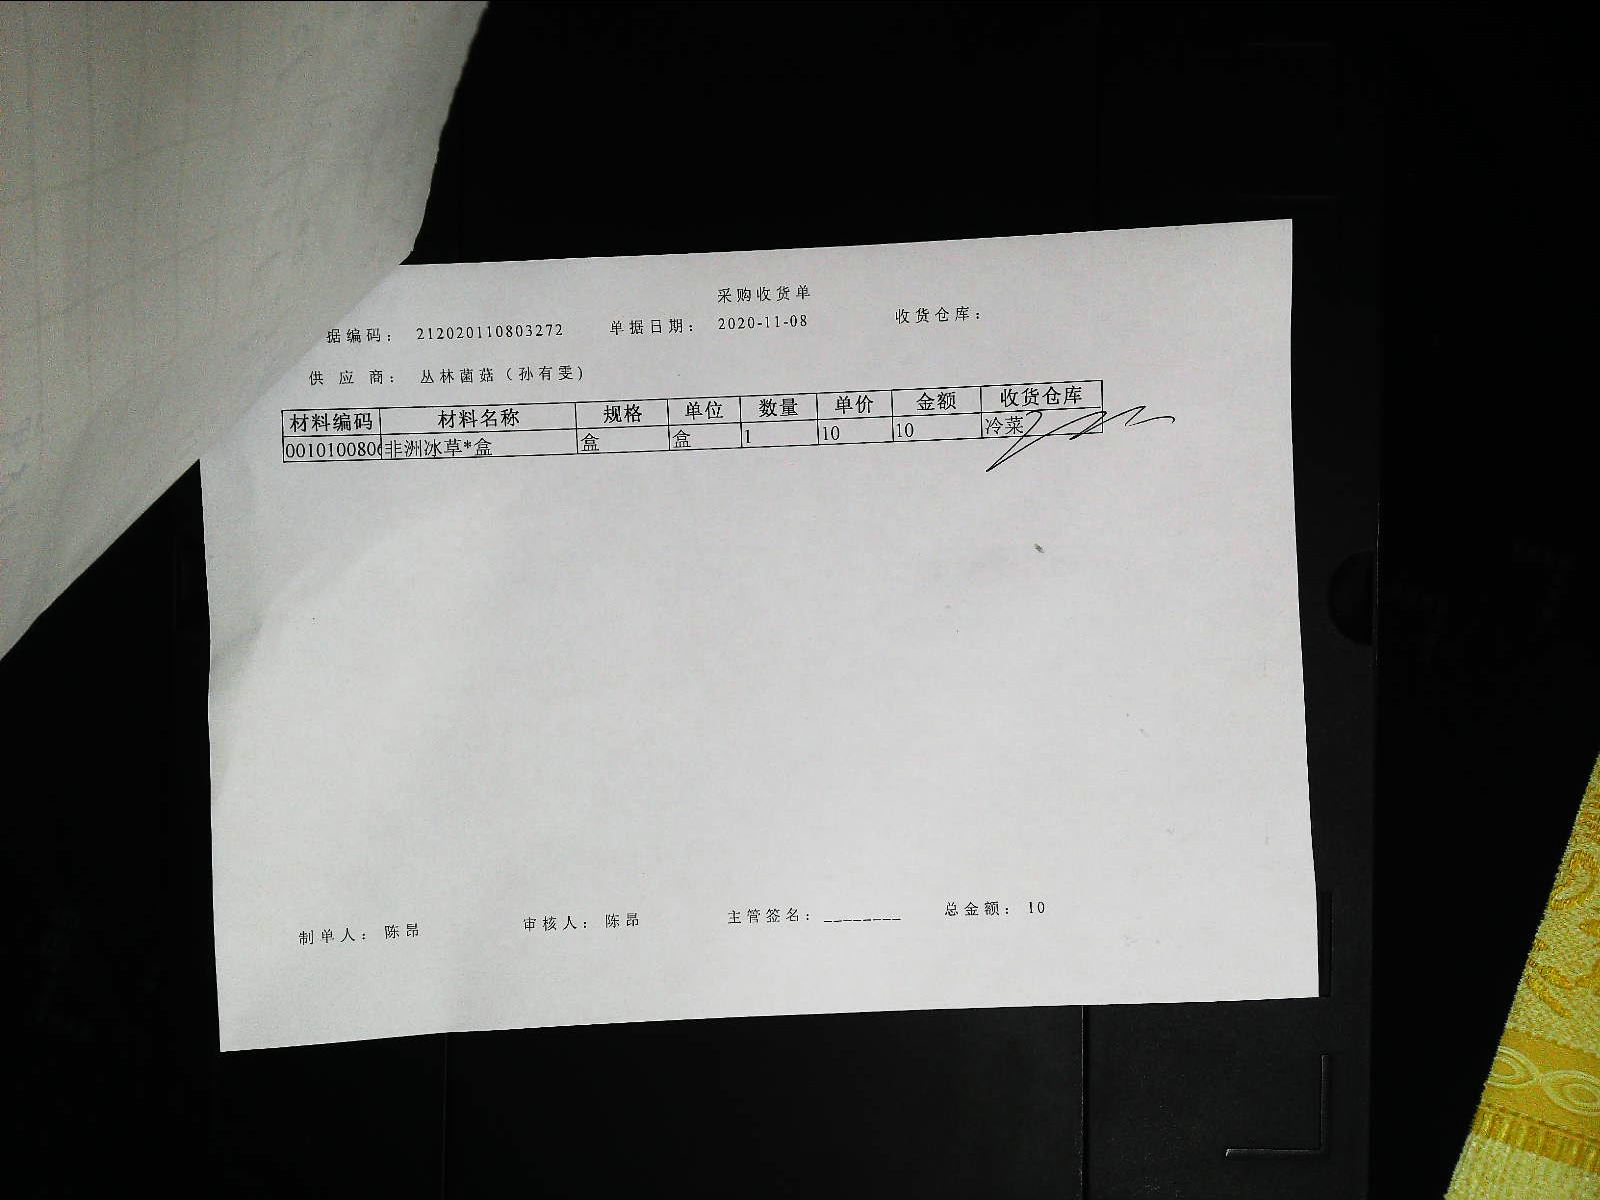 采购收货单
据编码： 212020110803272 单据日期： 2020-11-08 收货仓库：
供应商： 丛林菌菇（孙有雯）
材料编码 材料名称 规格 单位 数量 单价 金额 收货仓库
0010100806 非洲冰草*盒 盒 盒 1 10 10 冷菜
制单人： 陈昂 审核人： 陈昂 主管签名：________ 总金额： 10